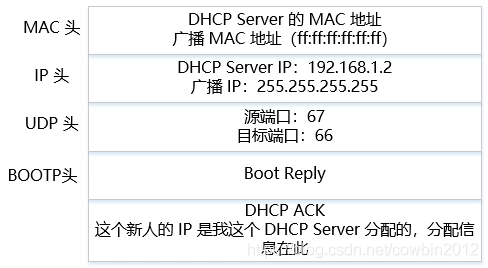 MAC 头
DHCP Server 的 MAC 地址
广播 MAC 地址（ff:ff:ff:ff:ff:ff）
IP 头
DHCP Server IP：192.168.1.2
广播 IP：255.255.255.255
UDP 头
源端口：67
目标端口：66
BOOTP头
Boot Reply
DHCP ACK
这个新人的 IP 是我这个 DHCP Server 分配的，分配信
息在此
https://blog.csdn.net/cowbin2012